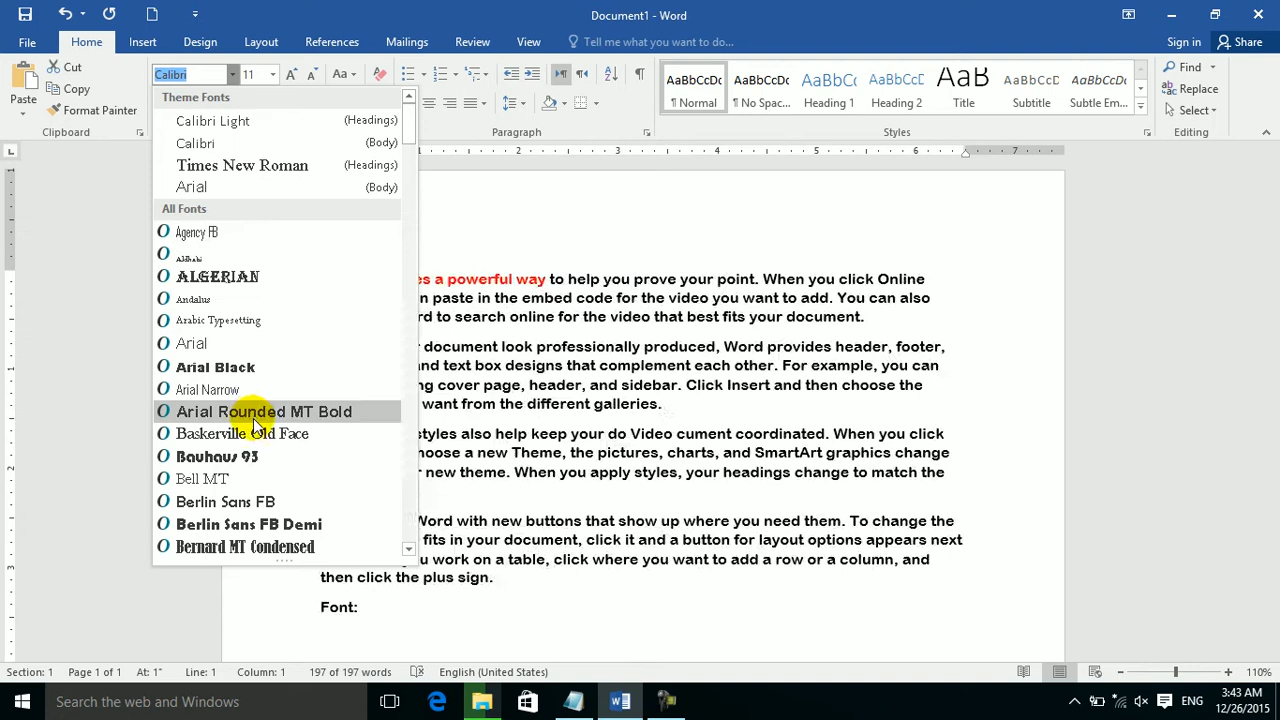 Document1 - Word
File Home Insert Design Layout References Mailings Review View Tell me what you want to do... Sign in Share
Paste
Cut
Copy
Format Painter
Clipboard
Calibri 11
Aa
Paragraph
AaBbCcDc AaBbCcDc AaBbCc AaBbCcC AaB AaBbCcD AaBbCcDc
¶ Normal ¶ No Spac... Heading 1 Heading 2 Title Subtitle Subtle Em...
Styles
Find
Replace
Select
Editing
Theme Fonts
Calibri Light (Headings)
Calibri (Body)
Times New Roman (Headings)
Arial (Body)
All Fonts
Agency FB
Aldhabi
ALGERIAN
Andalus
Arabic Typesetting
Arial
Arial Black
Arial Narrow
Arial Rounded MT Bold
Baskerville Old Face
Bauhaus 93
Bell MT
Berlin Sans FB
Berlin Sans FB Demi
Bernard MT Condensed
1 2 3 4 5 6 7
1
1
2
3
es a powerful way to help you prove your point. When you click Online
n paste in the embed code for the video you want to add. You can also
rd to search online for the video that best fits your document.
r document look professionally produced, Word provides header, footer,
and text box designs that complement each other. For example, you can
ng cover page, header, and sidebar. Click Insert and then choose the
want from the different galleries.
styles also help keep your do Video cument coordinated. When you click
hoose a new Theme, the pictures, charts, and SmartArt graphics change
r new theme. When you apply styles, your headings change to match the
Word with new buttons that show up where you need them. To change the
fits in your document, click it and a button for layout options appears next
you work on a table, click where you want to add a row or a column, and
then click the plus sign.
Font:
Section: 1 Page 1 of 1 At: 1" Line: 1 Column: 1 197 of 197 words English (United States) 110%
Search the web and Windows
ENG
3:43 AM
12/26/2015